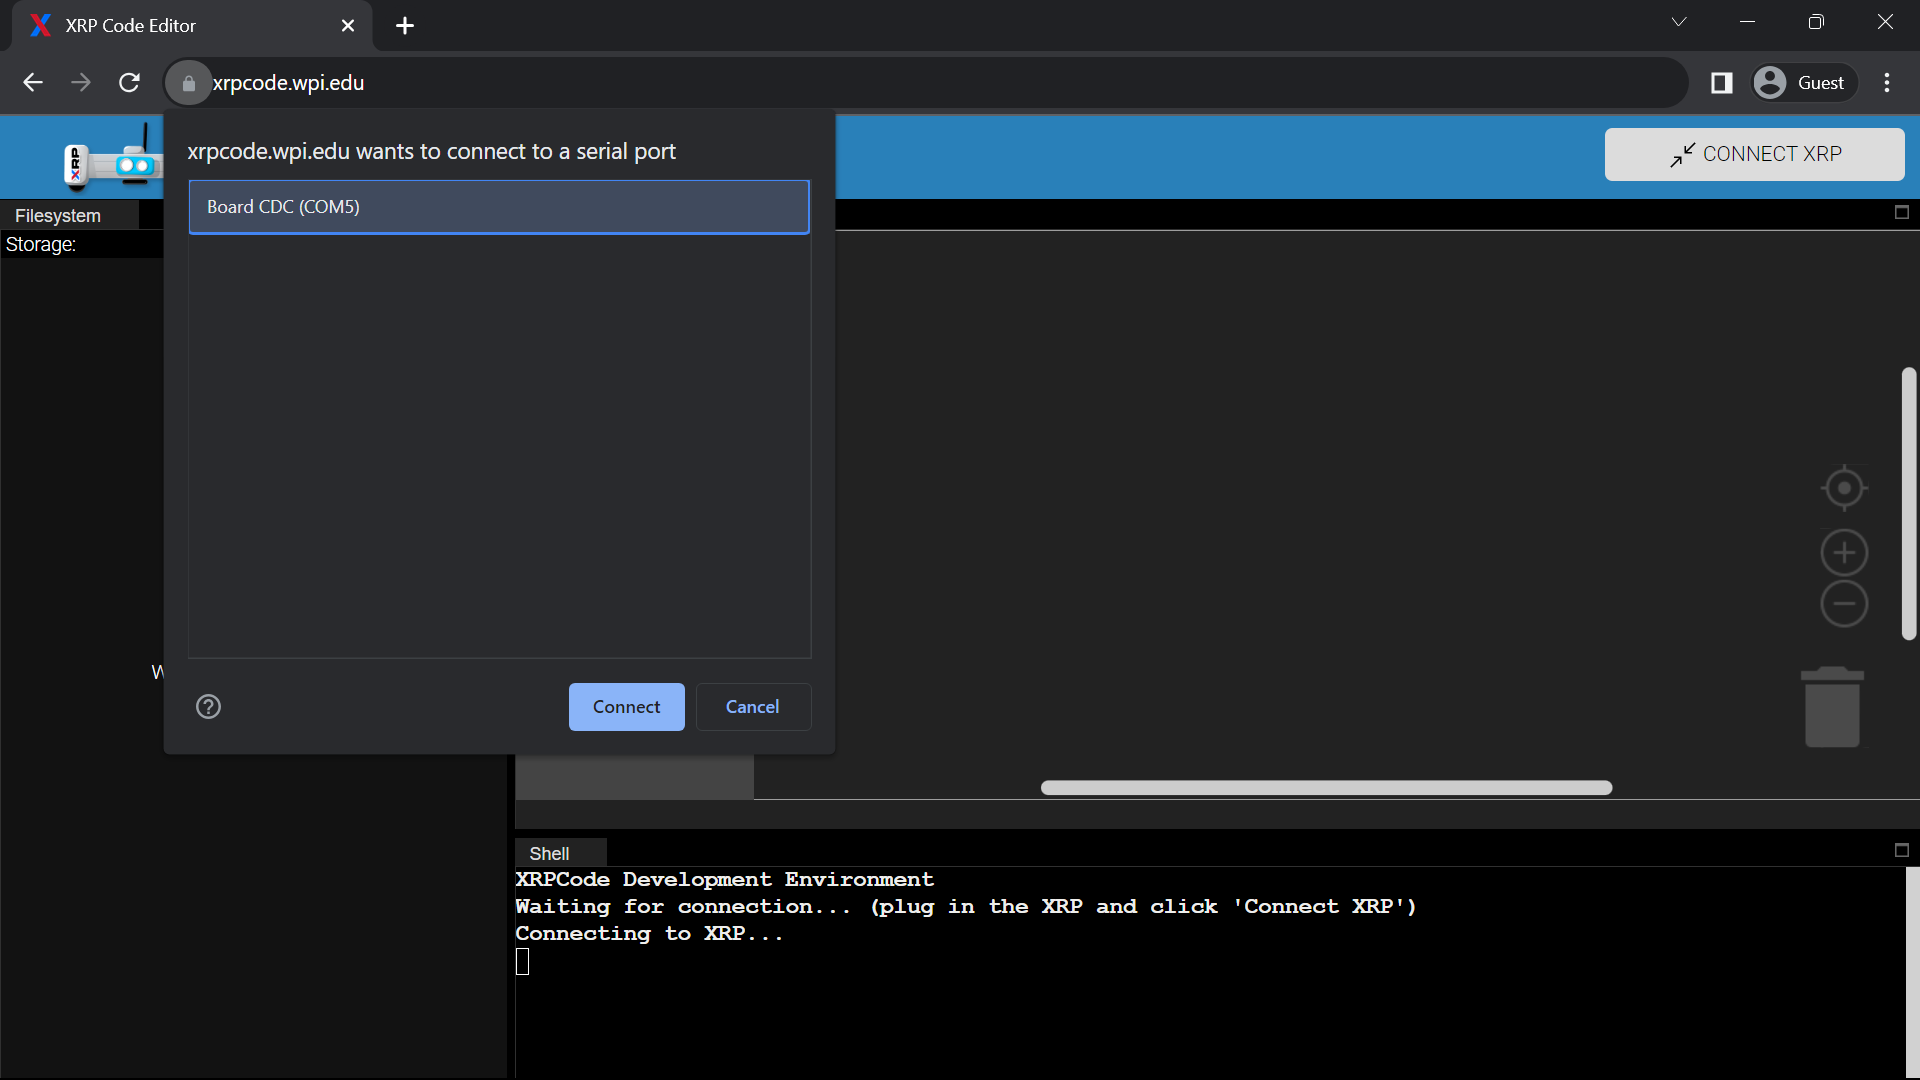 XRP Code Editor
xrpcode.wpi.edu
Guest
XRP
xrpcode.wpi.edu wants to connect to a serial port
CONNECT XRP
Board CDC (COM5)
Filesystem
Storage:
W
Connect
Cancel
Shell
XRPCode Development Environment
Waiting for connection... (plug in the XRP and click 'Connect XRP')
Connecting to XRP...